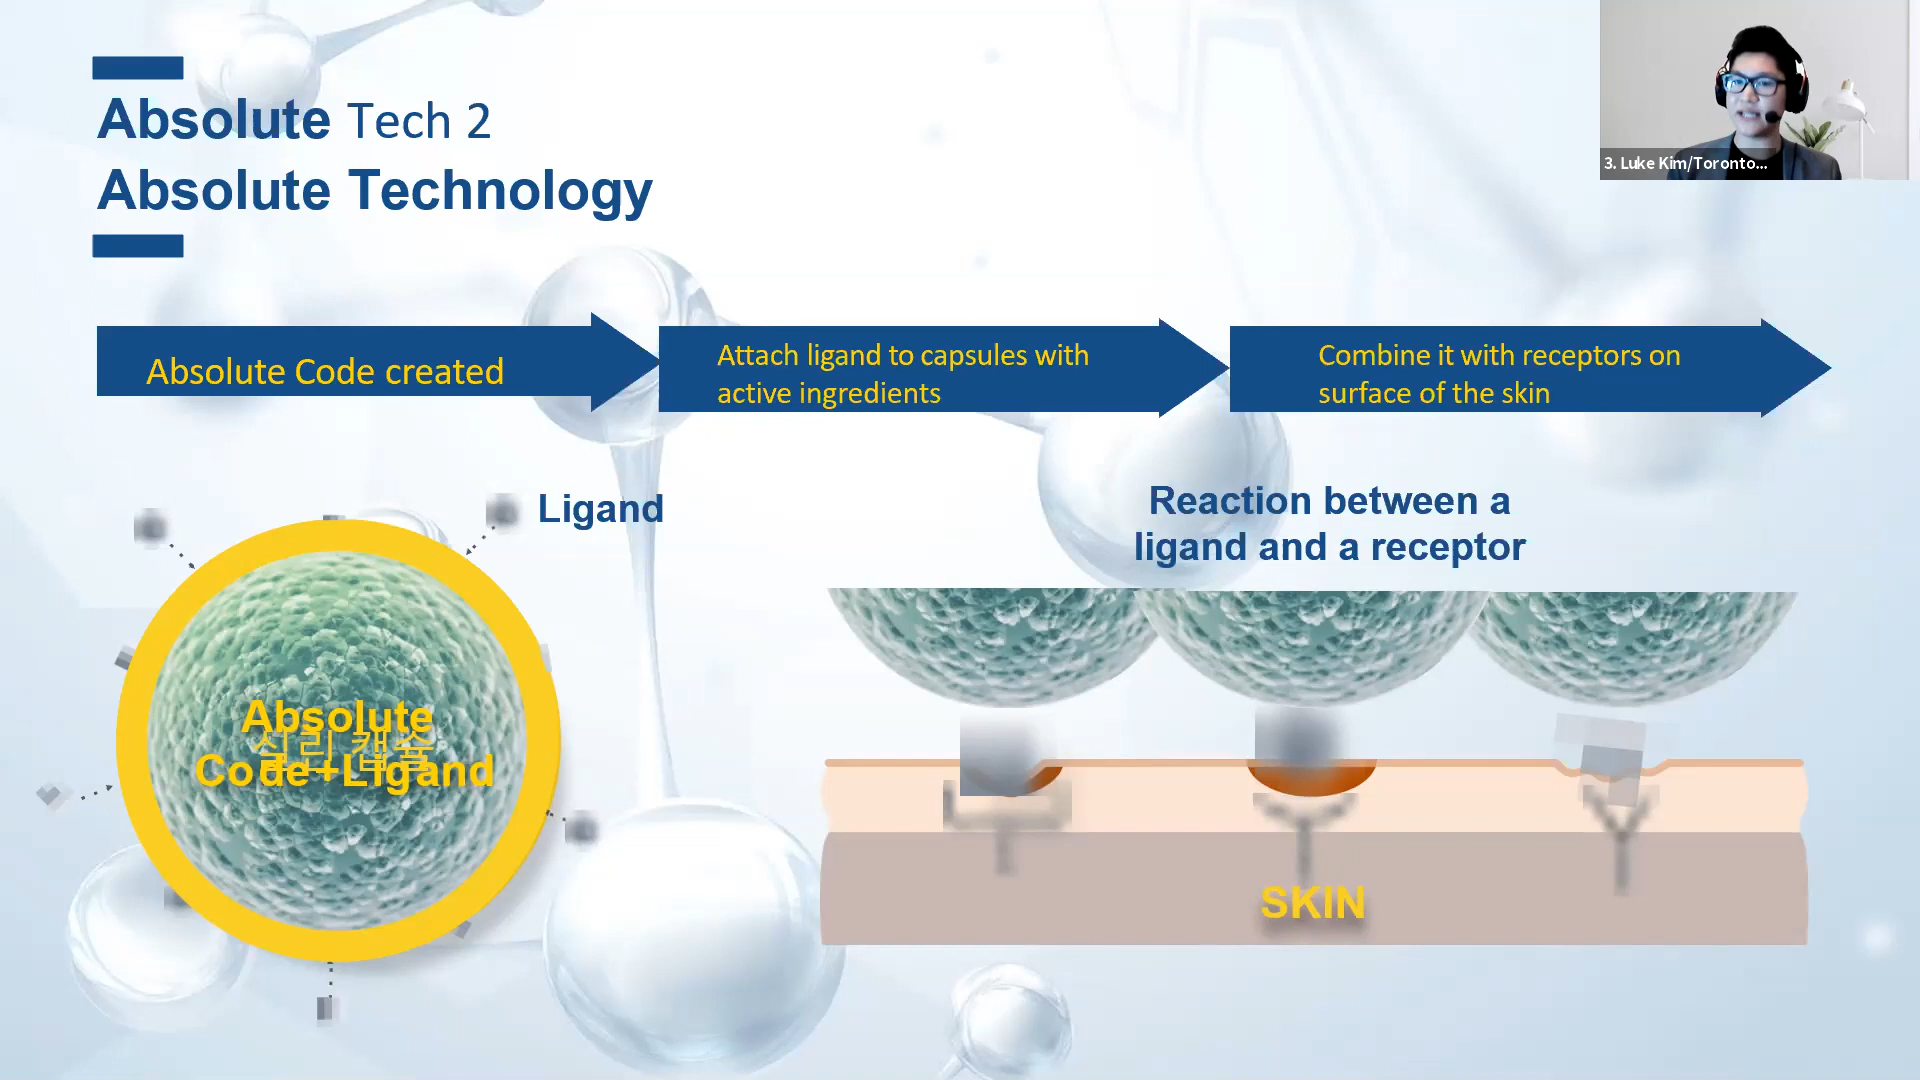 Absolute Tech 2
Absolute Technology
3. Luke Kim/Toronto...
Absolute Code created
Attach ligand to capsules with
active ingredients
Combine it with receptors on
surface of the skin
Ligand
Reaction between a
ligand and a receptor
Absolute
Code+Ligand
SKIN